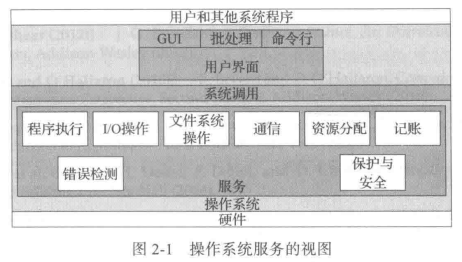 用户和其他系统程序
GUI 批处理 命令行
用户界面
系统调用
程序执行 I/O操作 文件系统操作 通信 资源分配 记账
错误检测 保护与安全
服务
操作系统
硬件
图 2-1 操作系统服务的视图